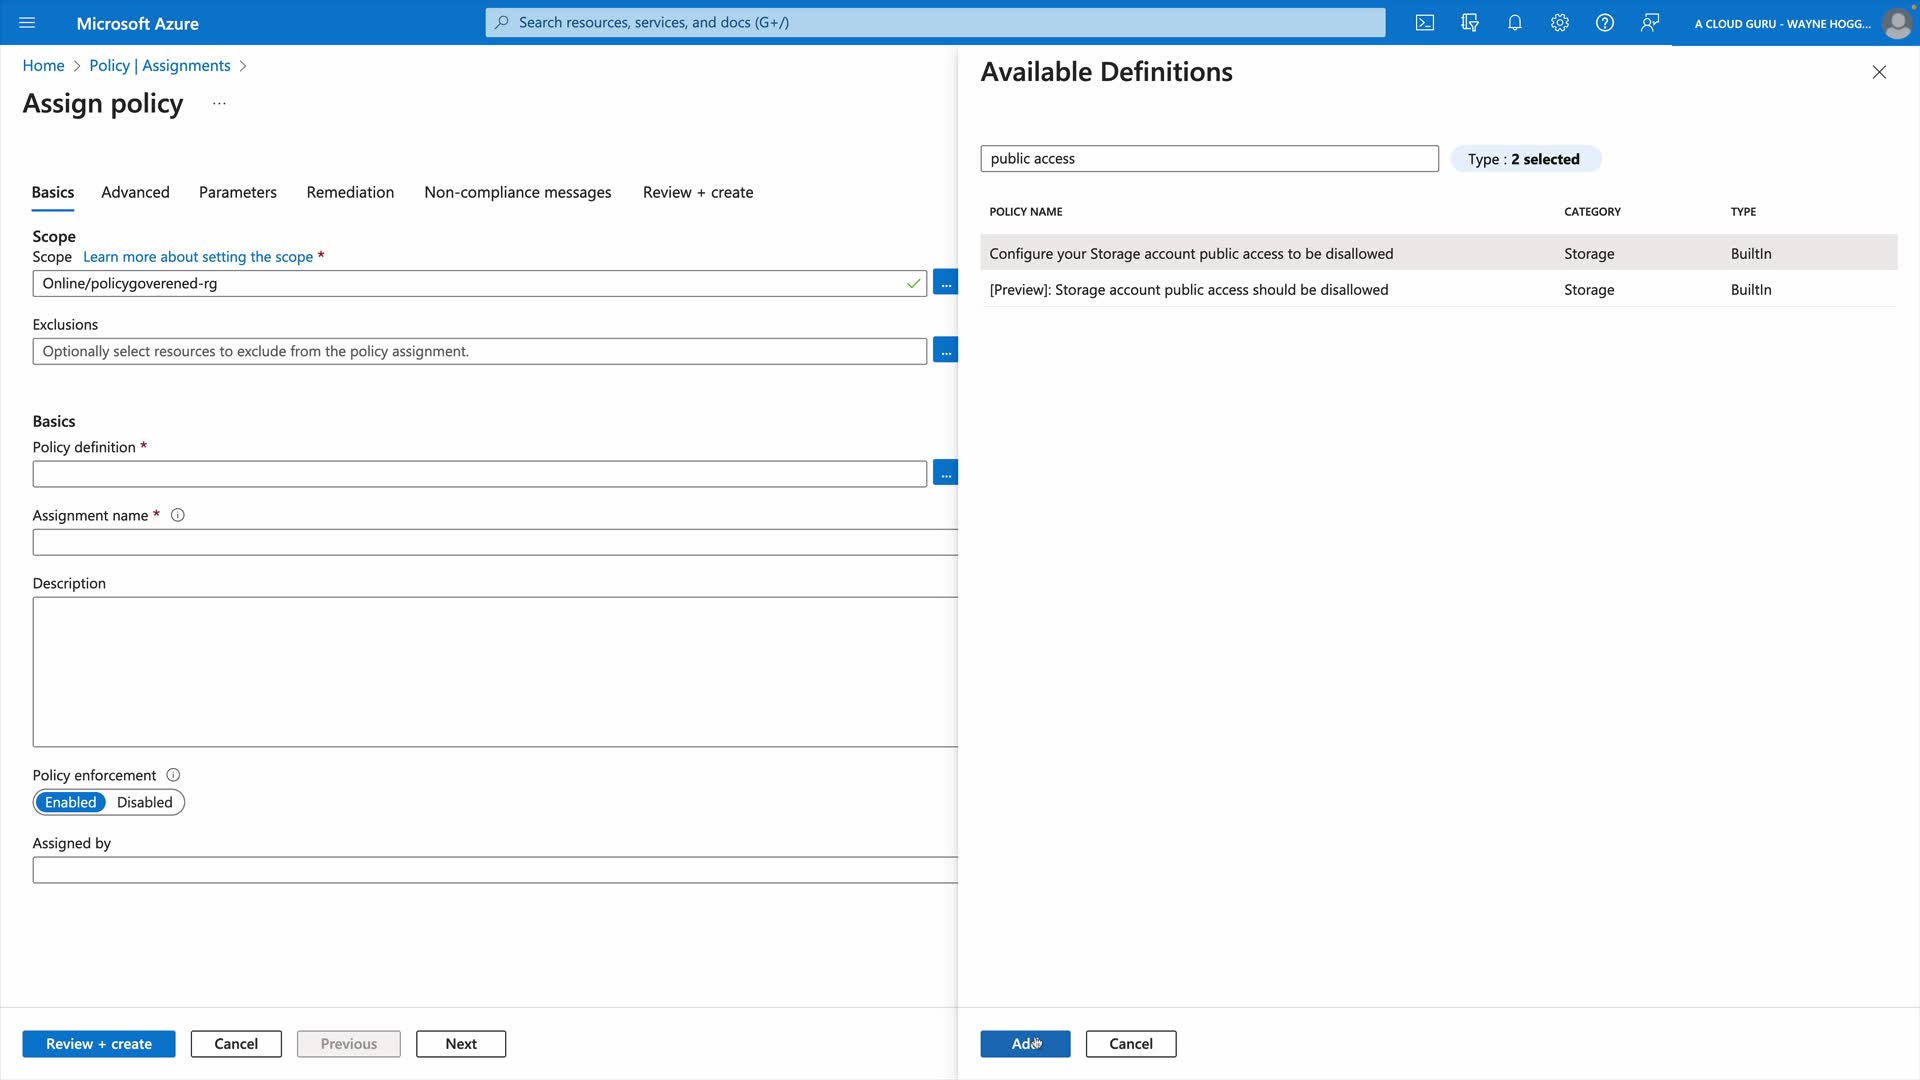 Microsoft Azure
Search resources, services, and docs (G+/)
A CLOUD GURU - WAYNE HOGG...
Home > Policy | Assignments >
Assign policy ...
Basics Advanced Parameters Remediation Non-compliance messages Review + create
Scope
Scope Learn more about setting the scope *
Online/policygoverened-rg
...
Exclusions
Optionally select resources to exclude from the policy assignment.
...
Basics
Policy definition *
...
Assignment name *
Description
Policy enforcement
Enabled Disabled
Assigned by
Review + create Cancel Previous Next
Available Definitions
public access
Type : 2 selected
POLICY NAME CATEGORY TYPE
Configure your Storage account public access to be disallowed Storage BuiltIn
[Preview]: Storage account public access should be disallowed Storage BuiltIn
Add Cancel